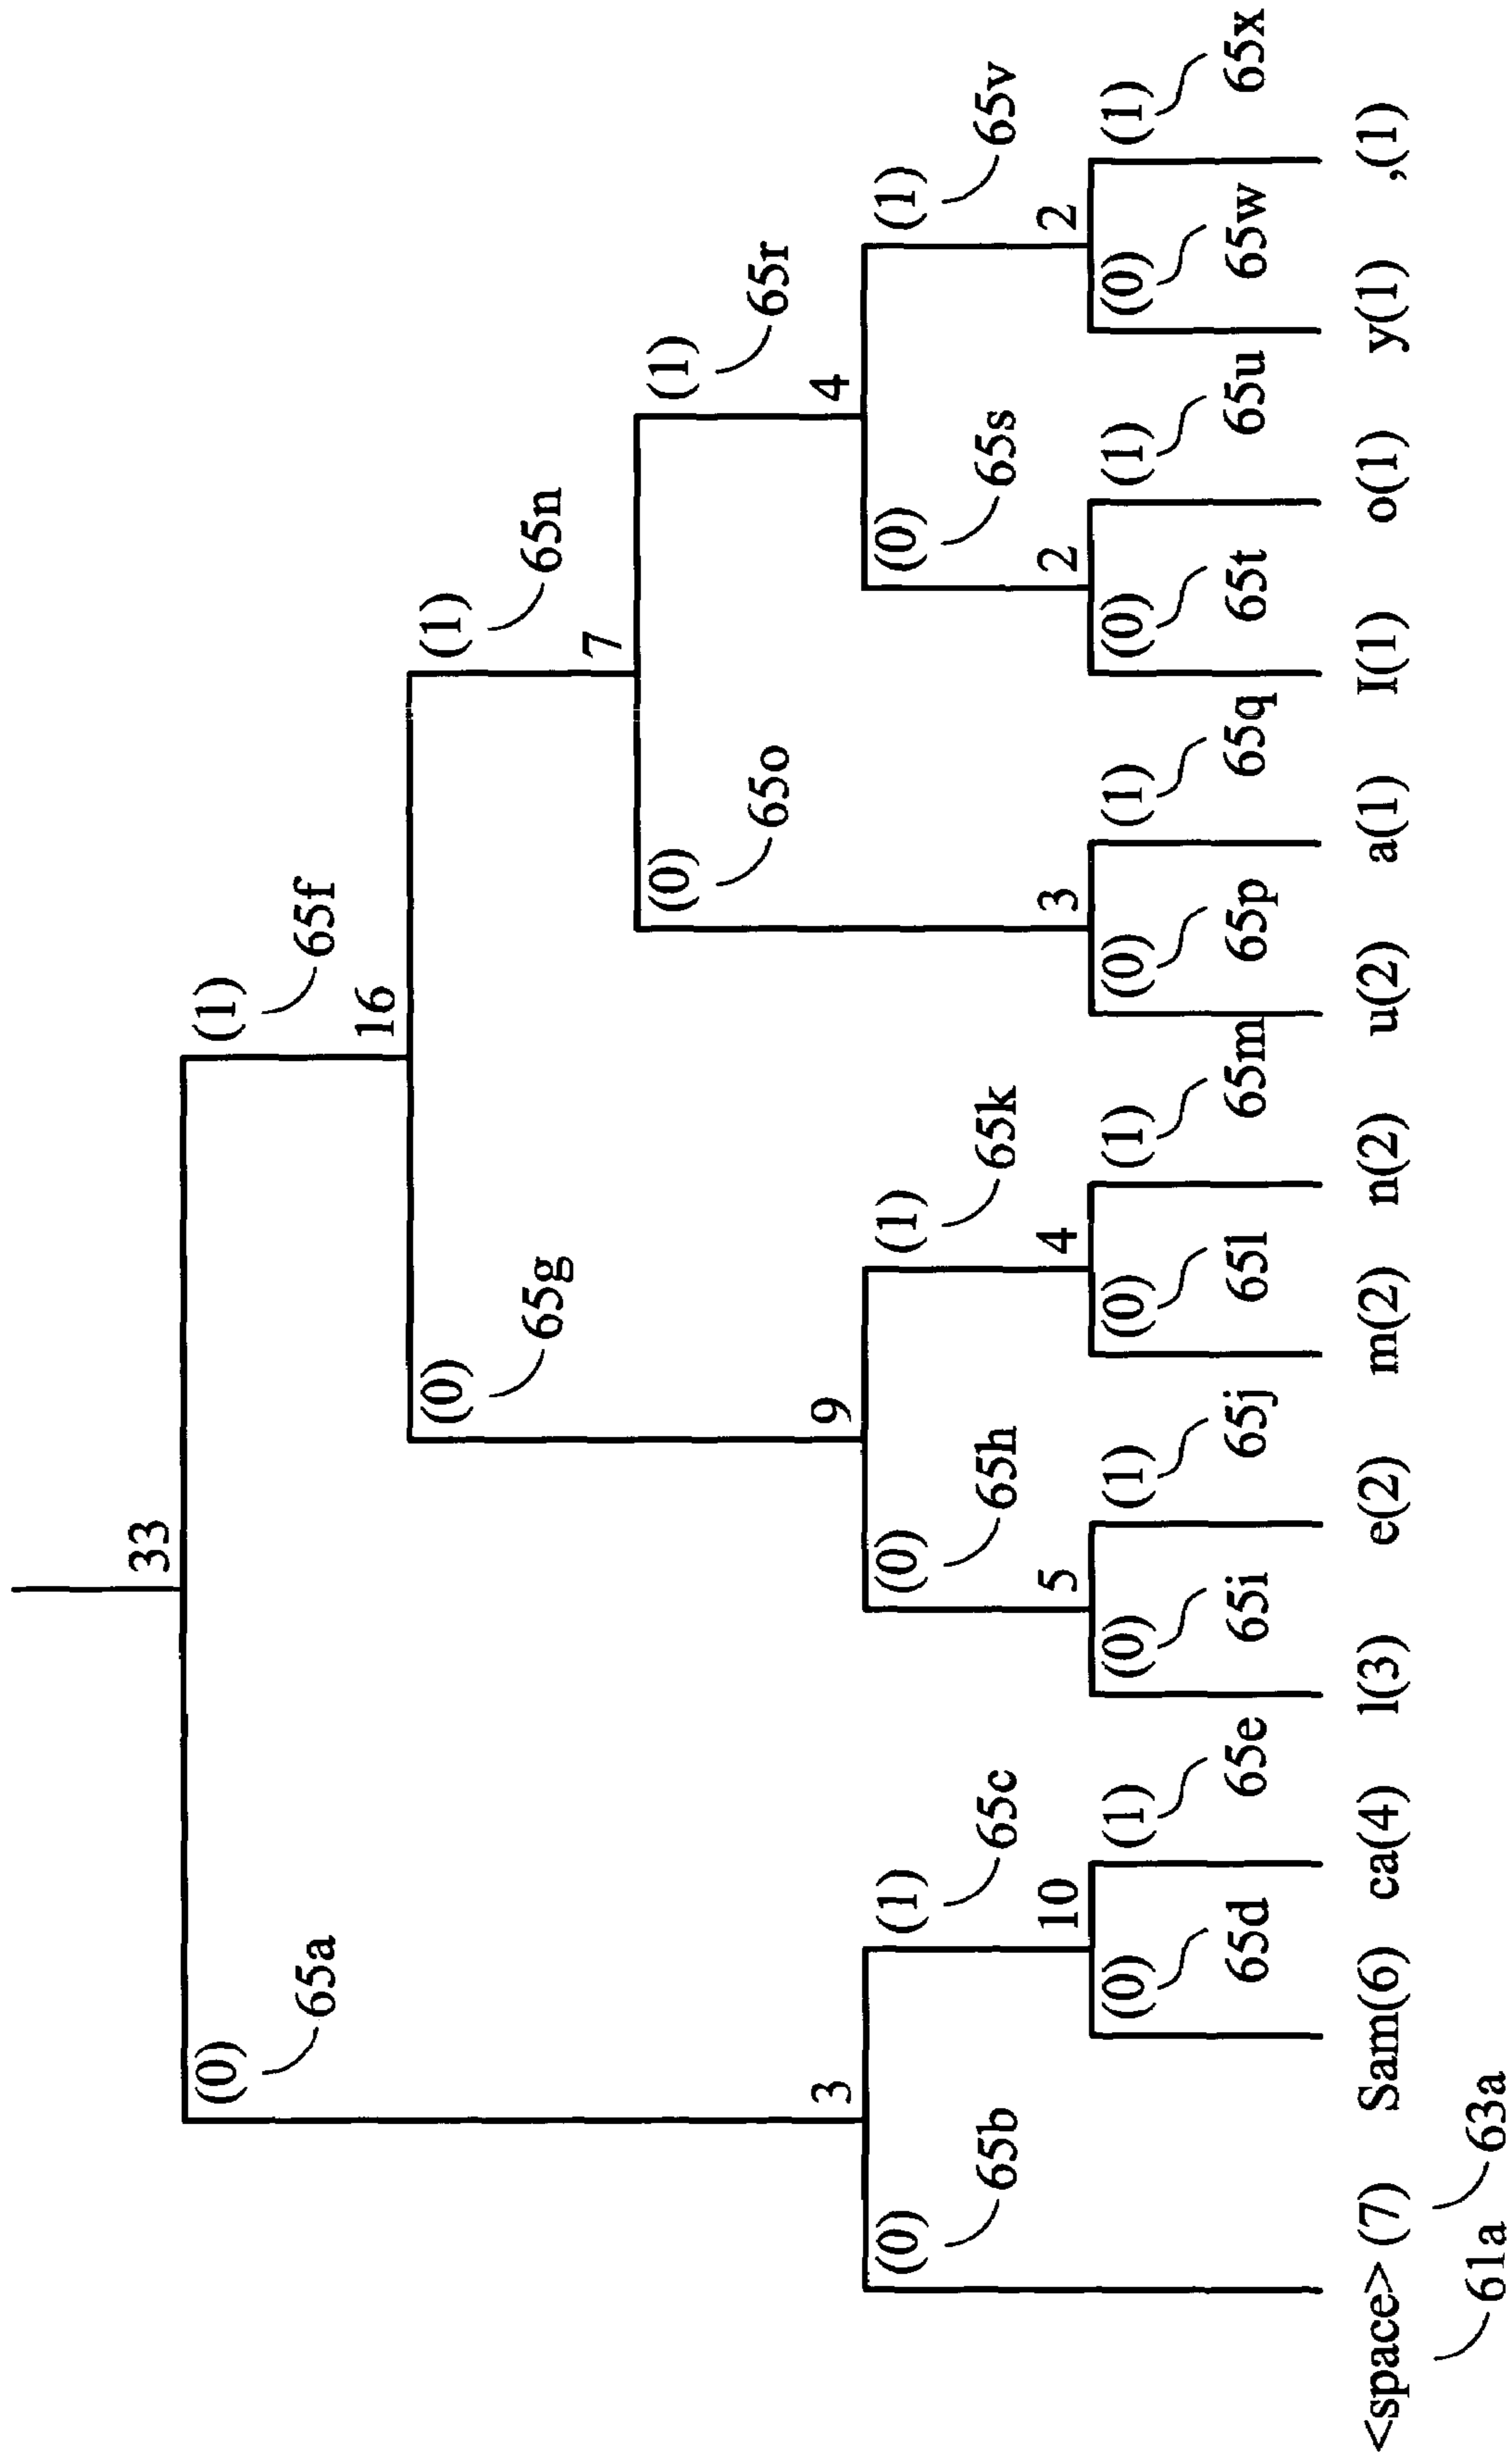 33
(0) (1)
65a 65f
16
(0) (1)
65g 65n
7
(0) (1)
65o 65r
3 9 4
(0) (1) (0) (1) (0) (1)
65b 65c 65h 65k 65s 65v
10 5 4 3 2 2
(0) (1) (0) (1) (0) (1) (0) (1) (0) (1) (0) (1)
65d 65e 65i 65j 65l 65m 65p 65q 65t 65u 65w 65x
<space> (7) Sam(6) ca(4) l(3) e(2) m(2) n(2) u(2) a(1) I(1) o(1) y(1) ,(1)
61a 63a